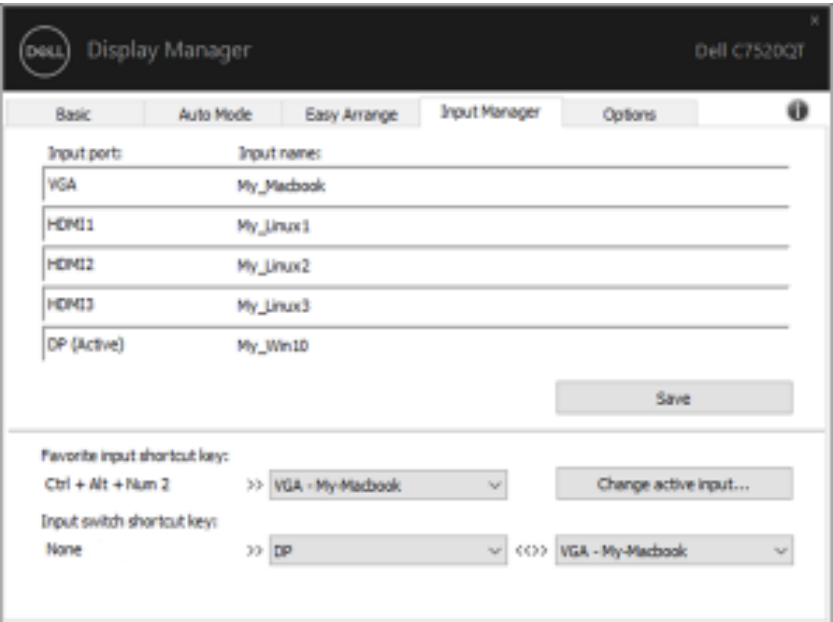 DELL Display Manager
Dell C7520QT
Basic Auto Mode Easy Arrange Input Manager Options
Input port: Input name:
VGA My_Macbook
HDMI1 My_Linux1
HDMI2 My_Linux2
HDMI3 My_Linux3
DP (Active) My_Win10
Save
Favorite input shortcut key:
Ctrl + Alt + Num 2 >> VGA - My-Macbook Change active input...
Input switch shortcut key:
None >> DP <<>> VGA - My-Macbook